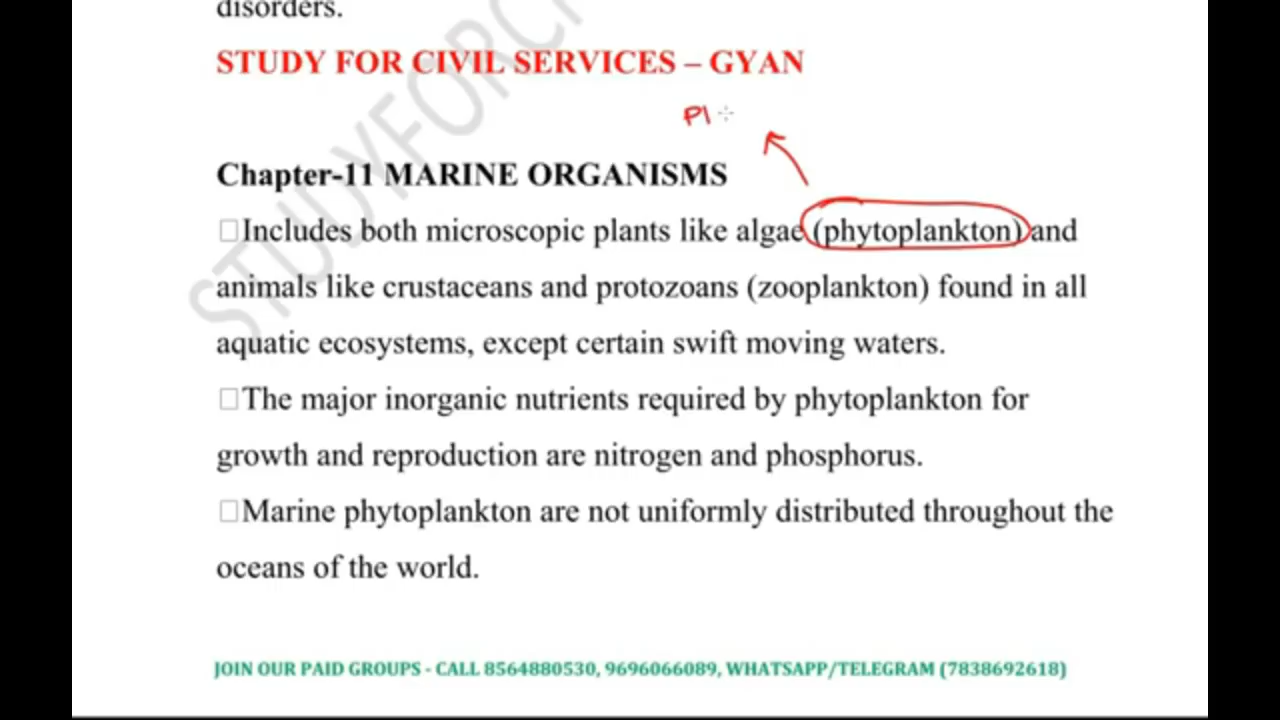 disorders.
STUDY FOR CIVIL SERVICES – GYAN
Pl
Chapter-11 MARINE ORGANISMS
□Includes both microscopic plants like algae (phytoplankton) and
animals like crustaceans and protozoans (zooplankton) found in all
aquatic ecosystems, except certain swift moving waters.
□The major inorganic nutrients required by phytoplankton for
growth and reproduction are nitrogen and phosphorus.
□Marine phytoplankton are not uniformly distributed throughout the
oceans of the world.
JOIN OUR PAID GROUPS - CALL 8564880530, 9696066089, WHATSAPP/TELEGRAM (7838692618)